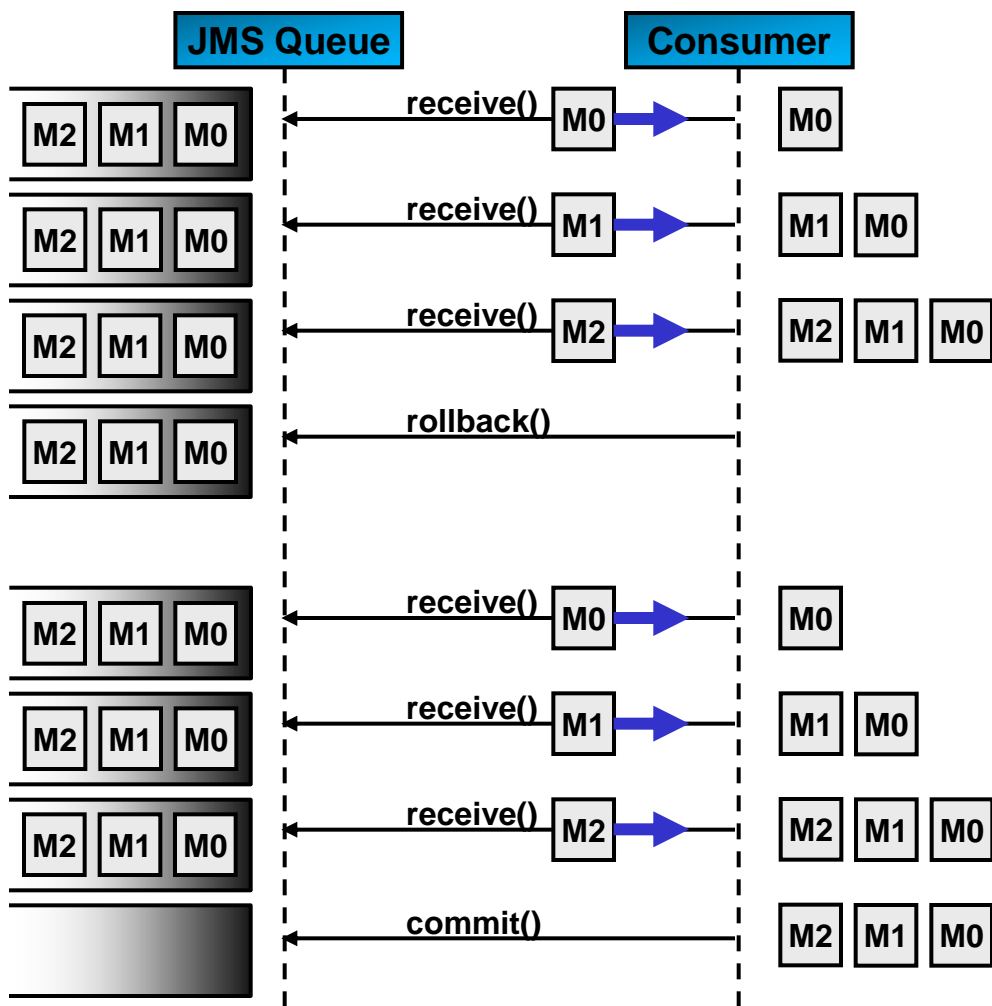 JMS Queue Consumer
M2 M1 M0 receive() M0 M0
M2 M1 M0 receive() M1 M1 M0
M2 M1 M0 receive() M2 M2 M1 M0
M2 M1 M0 rollback()
M2 M1 M0 receive() M0 M0
M2 M1 M0 receive() M1 M1 M0
M2 M1 M0 receive() M2 M2 M1 M0
commit() M2 M1 M0